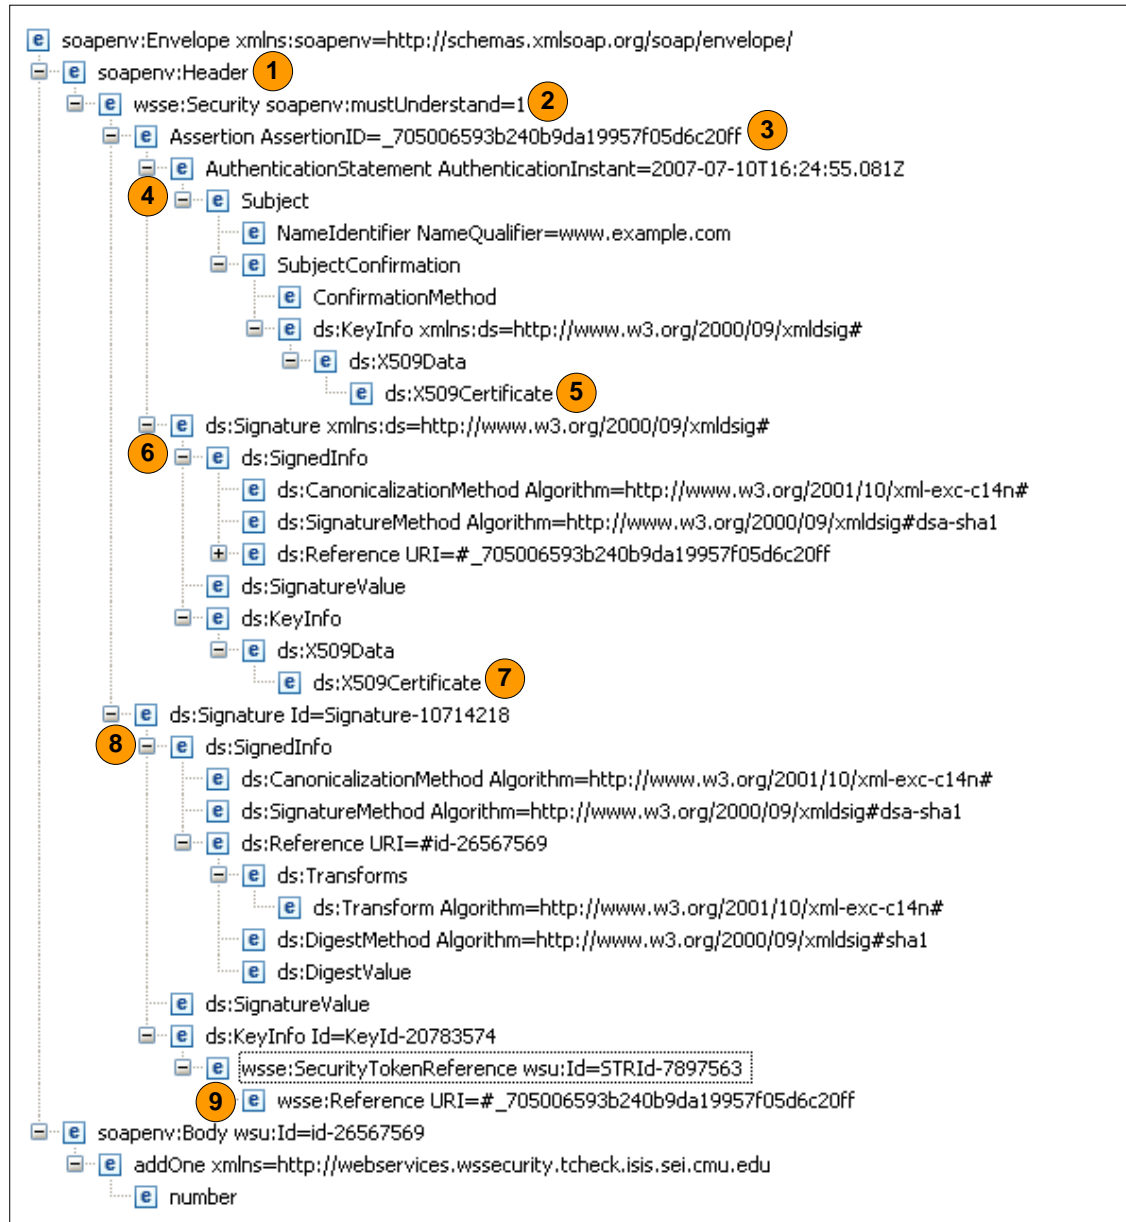 e soapenv:Envelope xmlns:soapenv=http://schemas.xmlsoap.org/soap/envelope/
e soapenv:Header 1
e wsse:Security soapenv:mustUnderstand=1 2
e Assertion AssertionID=_705006593b240b9da19957f05d6c20ff 3
e AuthenticationStatement AuthenticationInstant=2007-07-10T16:24:55.081Z
4 e Subject
e NameIdentifier NameQualifier=www.example.com
e SubjectConfirmation
e ConfirmationMethod
e ds:KeyInfo xmlns:ds=http://www.w3.org/2000/09/xmldsig#
e ds:X509Data
e ds:X509Certificate 5
e ds:Signature xmlns:ds=http://www.w3.org/2000/09/xmldsig#
6 e ds:SignedInfo
e ds:CanonicalizationMethod Algorithm=http://www.w3.org/2001/10/xml-exc-c14n#
e ds:SignatureMethod Algorithm=http://www.w3.org/2000/09/xmldsig#dsa-sha1
e ds:Reference URI=#_705006593b240b9da19957f05d6c20ff
e ds:SignatureValue
e ds:KeyInfo
e ds:X509Data
e ds:X509Certificate 7
e ds:Signature Id=Signature-10714218
8 e ds:SignedInfo
e ds:CanonicalizationMethod Algorithm=http://www.w3.org/2001/10/xml-exc-c14n#
e ds:SignatureMethod Algorithm=http://www.w3.org/2000/09/xmldsig#dsa-sha1
e ds:Reference URI=#id-26567569
e ds:Transforms
e ds:Transform Algorithm=http://www.w3.org/2001/10/xml-exc-c14n#
e ds:DigestMethod Algorithm=http://www.w3.org/2000/09/xmldsig#sha1
e ds:DigestValue
e ds:SignatureValue
e ds:KeyInfo Id=KeyId-20783574
e wsse:SecurityTokenReference wsu:Id=STRId-7897563
9 e wsse:Reference URI=#_705006593b240b9da19957f05d6c20ff
e soapenv:Body wsu:Id=id-26567569
e addOne xmlns=http://webservices.wssecurity.tcheck.isis.sei.cmu.edu
e number